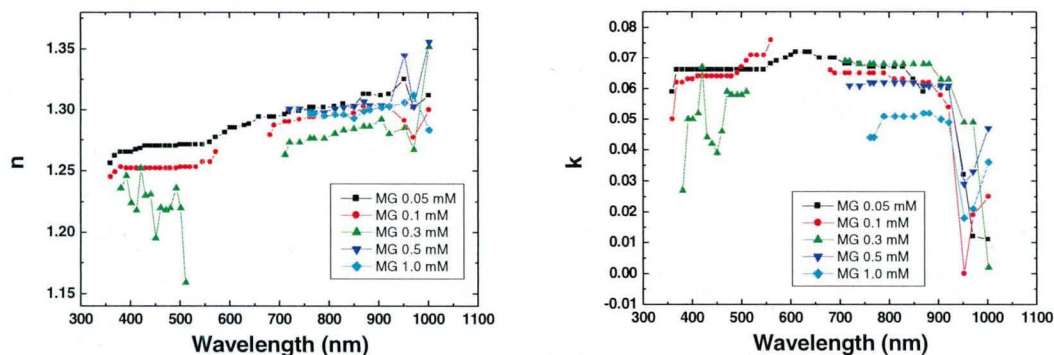 n
1.35
1.30
1.25
1.20
1.15
300 400 500 600 700 800 900 1000 1100
Wavelength (nm)
MG 0.05 mM
MG 0.1 mM
MG 0.3 mM
MG 0.5 mM
MG 1.0 mM
k
0.08
0.07
0.06
0.05
0.04
0.03
0.02
0.01
0.00
-0.01
300 400 500 600 700 800 900 1000 1100
Wavelength (nm)
MG 0.05 mM
MG 0.1 mM
MG 0.3 mM
MG 0.5 mM
MG 1.0 mM